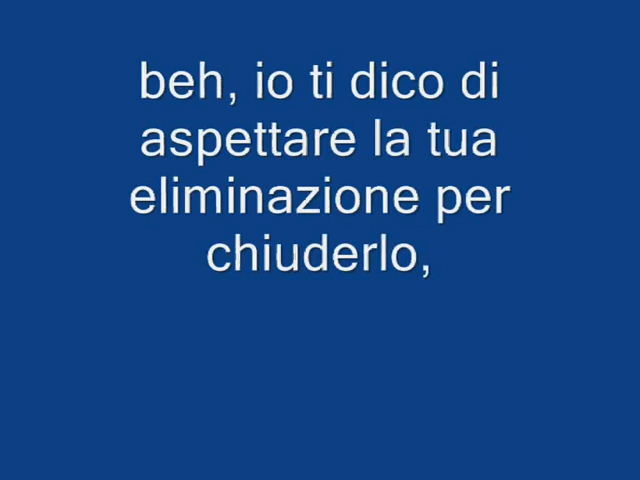 beh, io ti dico di
aspettare la tua
eliminazione per
chiuderlo,